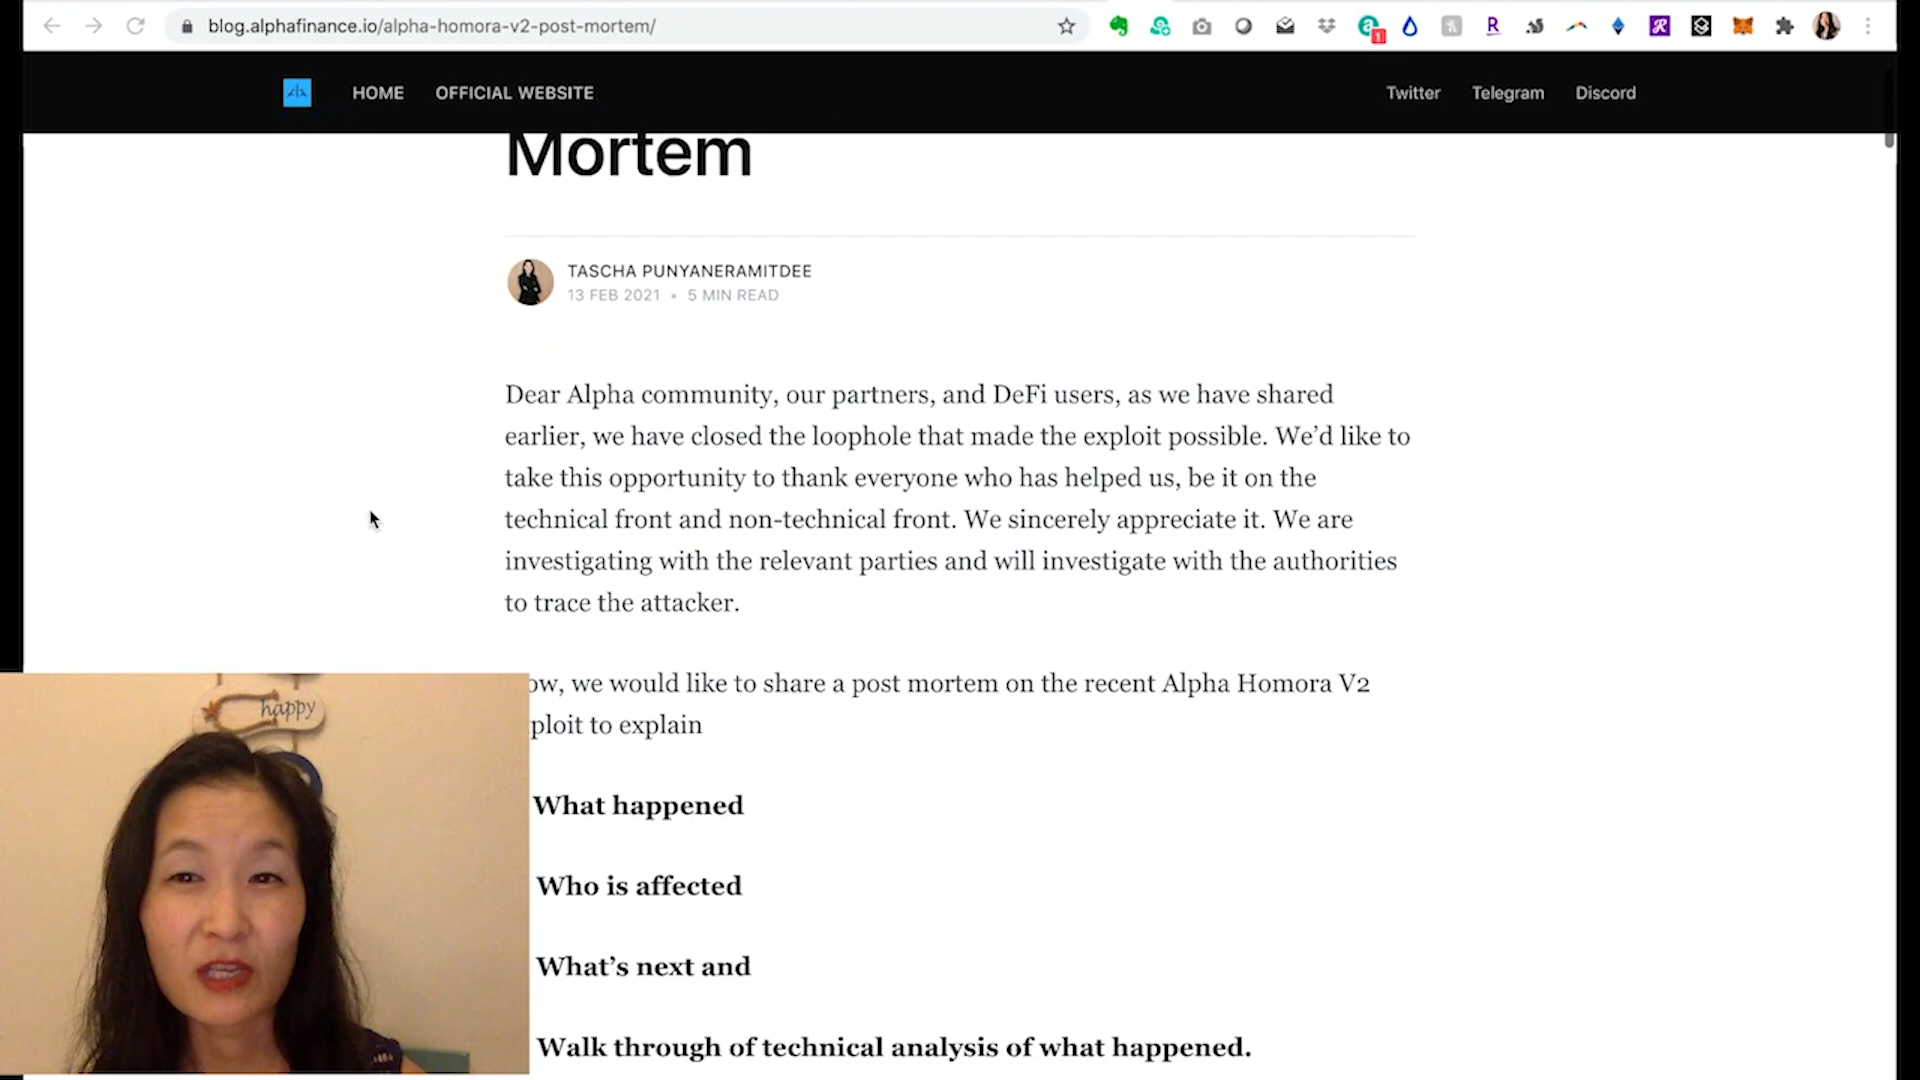 blog.alphafinance.io/alpha-homora-v2-post-mortem/
1
HOME OFFICIAL WEBSITE Twitter Telegram Discord
Mortem
TASCHA PUNYANERAMITDEE
13 FEB 2021 • 5 MIN READ
Dear Alpha community, our partners, and DeFi users, as we have shared
earlier, we have closed the loophole that made the exploit possible. We’d like to
take this opportunity to thank everyone who has helped us, be it on the
technical front and non-technical front. We sincerely appreciate it. We are
investigating with the relevant parties and will investigate with the authorities
to trace the attacker.
ow, we would like to share a post mortem on the recent Alpha Homora V2
ploit to explain
What happened
Who is affected
What’s next and
Walk through of technical analysis of what happened.
happy